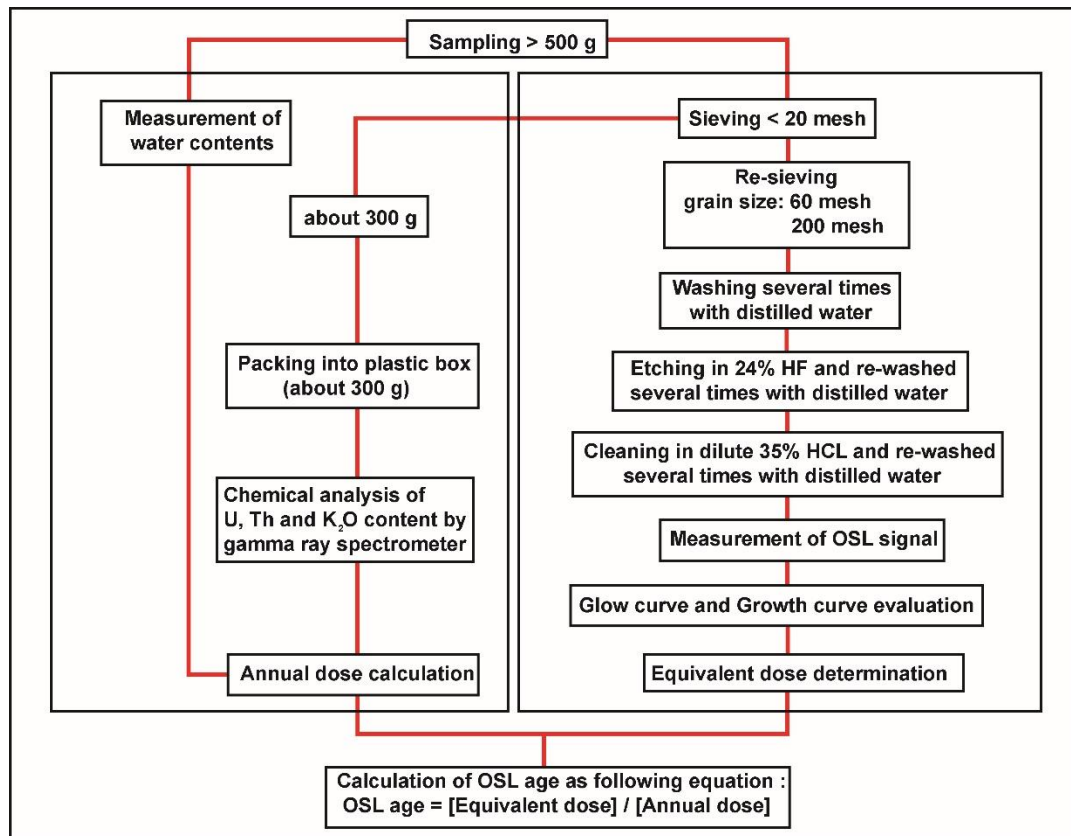 Sampling > 500 g
Measurement of
water contents
about 300 g
Packing into plastic box
(about 300 g)
Chemical analysis of
U, Th and K₂O content by
gamma ray spectrometer
Annual dose calculation
Sieving < 20 mesh
Re-sieving
grain size: 60 mesh
200 mesh
Washing several times
with distilled water
Etching in 24% HF and re-washed
several times with distilled water
Cleaning in dilute 35% HCL and re-washed
several times with distilled water
Measurement of OSL signal
Glow curve and Growth curve evaluation
Equivalent dose determination
Calculation of OSL age as following equation :
OSL age = [Equivalent dose] / [Annual dose]